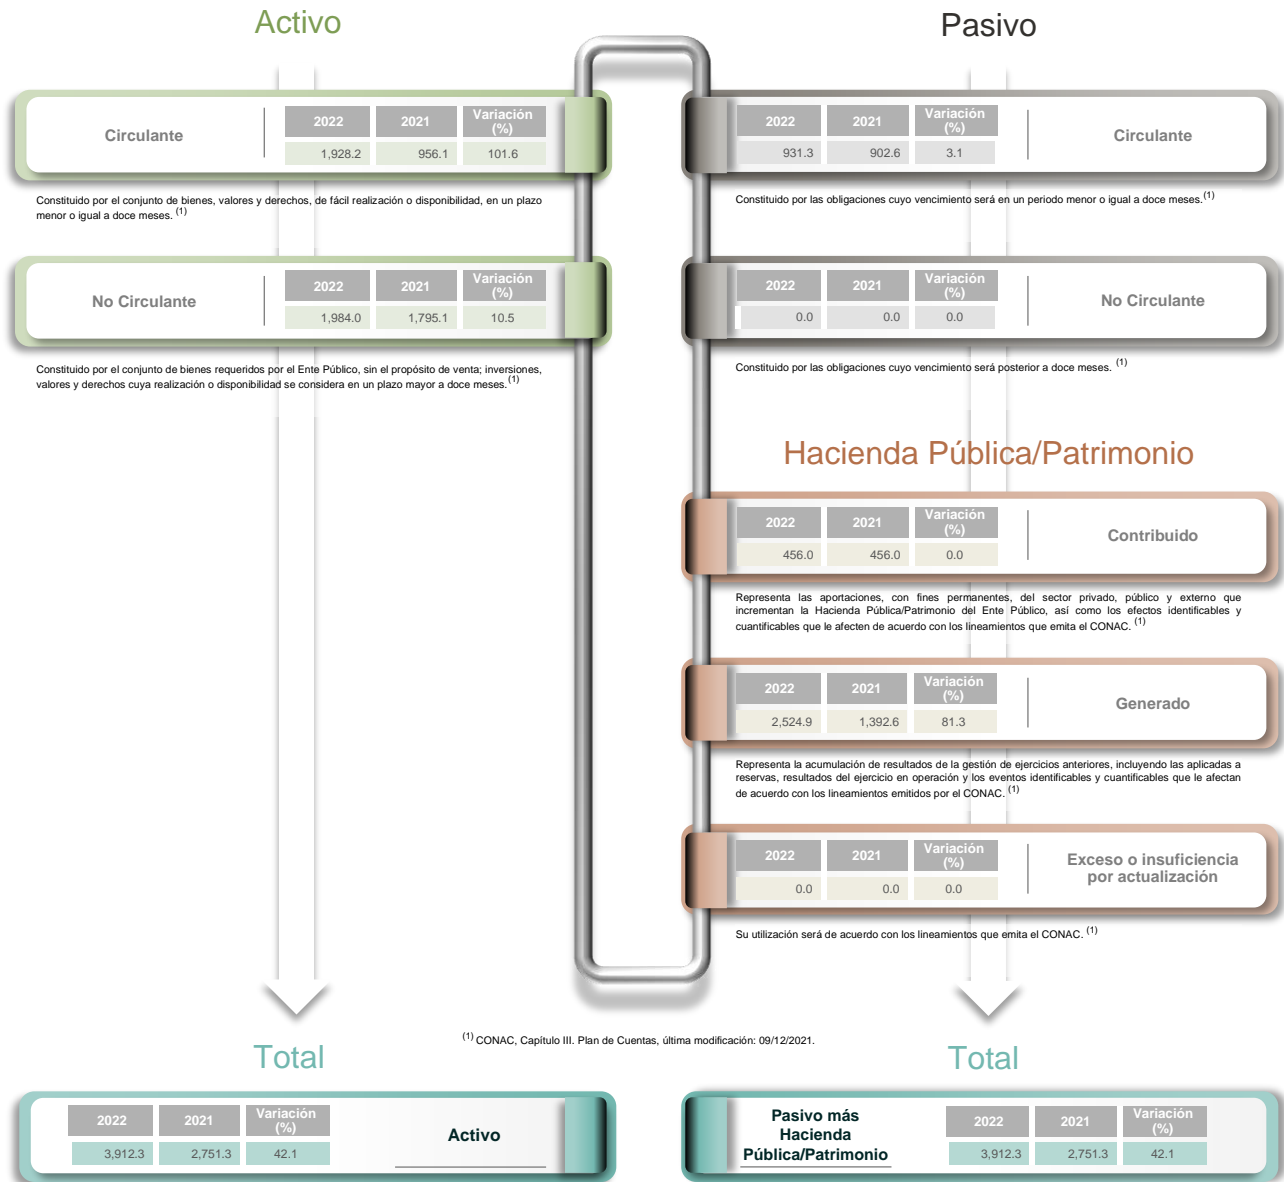 Activo
Circulante
2022 2021 Variación (%)
1,928.2 956.1 101.6
Constituido por el conjunto de bienes, valores y derechos, de fácil realización o disponibilidad, en un plazo
menor o igual a doce meses. (1)
No Circulante
2022 2021 Variación (%)
1,984.0 1,795.1 10.5
Constituido por el conjunto de bienes requeridos por el Ente Público, sin el propósito de venta; inversiones,
valores y derechos cuya realización o disponibilidad se considera en un plazo mayor a doce meses. (1)
Pasivo
2022 2021 Variación (%)
931.3 902.6 3.1
Circulante
Constituido por las obligaciones cuyo vencimiento será en un periodo menor o igual a doce meses. (1)
2022 2021 Variación (%)
0.0 0.0 0.0
No Circulante
Constituido por las obligaciones cuyo vencimiento será posterior a doce meses. (1)
Hacienda Pública/Patrimonio
2022 2021 Variación (%)
456.0 456.0 0.0
Contribuido
Representa las aportaciones, con fines permanentes, del sector privado, público y externo que
incrementan la Hacienda Pública/Patrimonio del Ente Público, así como los efectos identificables y
cuantificables que le afecten de acuerdo con los lineamientos que emita el CONAC. (1)
2022 2021 Variación (%)
2,524.9 1,392.6 81.3
Generado
Representa la acumulación de resultados de la gestión de ejercicios anteriores, incluyendo las aplicadas a
reservas, resultados del ejercicio en operación y los eventos identificables y cuantificables que le afectan
de acuerdo con los lineamientos emitidos por el CONAC. (1)
2022 2021 Variación (%)
0.0 0.0 0.0
Exceso o insuficiencia
por actualización
Su utilización será de acuerdo con los lineamientos que emita el CONAC. (1)
(1) CONAC, Capítulo III. Plan de Cuentas, última modificación: 09/12/2021.
Total
2022 2021 Variación (%)
3,912.3 2,751.3 42.1
Activo
Total
Pasivo más
Hacienda
Pública/Patrimonio
2022 2021 Variación (%)
3,912.3 2,751.3 42.1